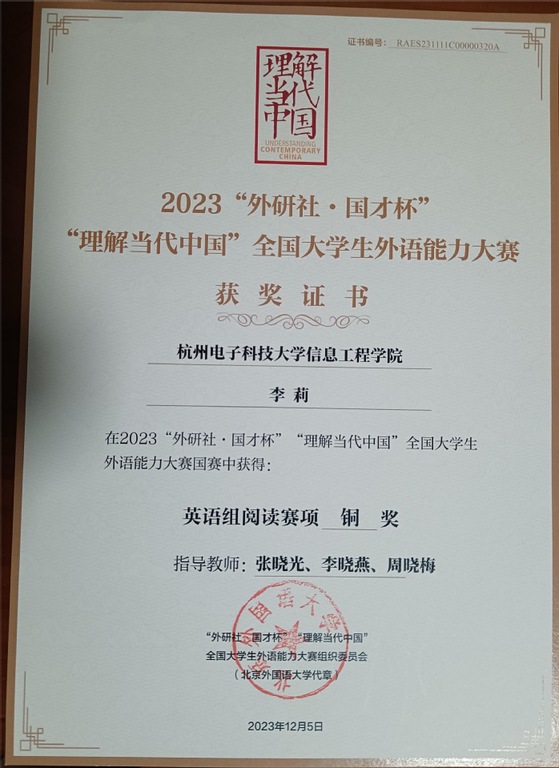 证书编号： RAES231111C00000320A
理解
当代
中国
UNDERSTANDING
CONTEMPORARY
CHINA
2023“外研社·国才杯”
“理解当代中国”全国大学生外语能力大赛
获奖证书
杭州电子科技大学信息工程学院
李莉
在2023“外研社·国才杯”“理解当代中国”全国大学生
外语能力大赛国赛中获得：
英语组阅读赛项 铜 奖
指导教师：张晓光、李晓燕、周晓梅
北京外国语大学
“外研社·国才杯”“理解当代中国”
全国大学生外语能力大赛组织委员会
（北京外国语大学代章）
2023年12月5日